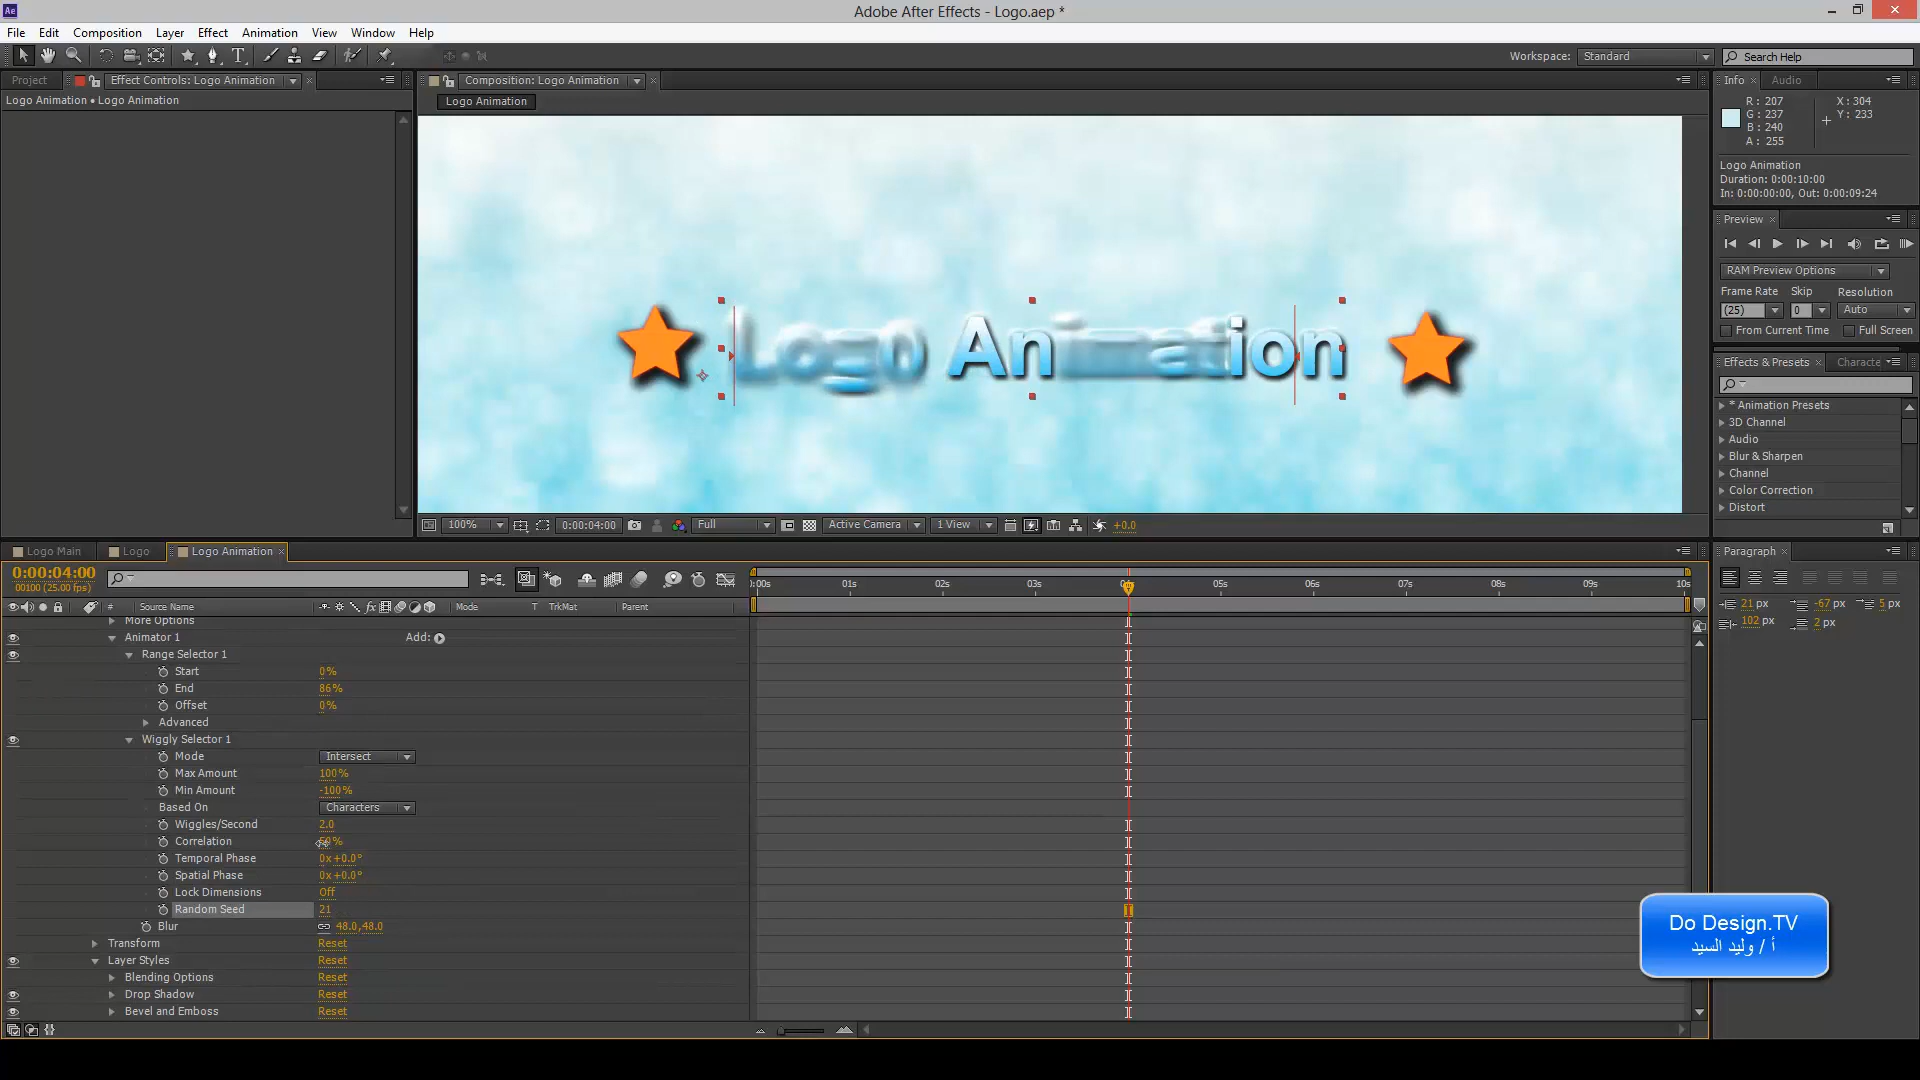 Ae
Adobe After Effects - Logo.aep *
File Edit Composition Layer Effect Animation View Window Help
Workspace: Standard
Search Help
Project Effect Controls: Logo Animation
Logo Animation • Logo Animation
Composition: Logo Animation
Logo Animation
Logo Animation
100% 0:00:04:00 Full Active Camera 1 View +0.0
Info Audio
R : 207 X : 304
G : 237 Y : 233
B : 240
A : 255
Logo Animation
Duration: 0:00:10:00
In: 0:00:00:00, Out: 0:00:09:24
Preview
RAM Preview Options
Frame Rate Skip Resolution
(25) 0 Auto
From Current Time Full Screen
Effects & Presets Characte
* Animation Presets
3D Channel
Audio
Blur & Sharpen
Channel
Color Correction
Distort
Paragraph
21 px -67 px 5 px
102 px 2 px
Logo Main Logo Logo Animation
0:00:04:00
00100 (25.00 fps)
:00s 01s 02s 03s 05s 06s 07s 08s 09s 10s
# Source Name Mode T TrkMat Parent
More Options
Animator 1 Add:
Range Selector 1
Start 0%
End 86%
Offset 0%
Advanced
Wiggly Selector 1
Mode Intersect
Max Amount 100%
Min Amount -100%
Based On Characters
Wiggles/Second 2.0
Correlation %
Temporal Phase 0x+0.0°
Spatial Phase 0x+0.0°
Lock Dimensions Off
Random Seed 21
Blur 48.0,48.0
Transform Reset
Layer Styles Reset
Blending Options Reset
Drop Shadow Reset
Bevel and Emboss Reset
Do Design.TV
أ / وليد السيد